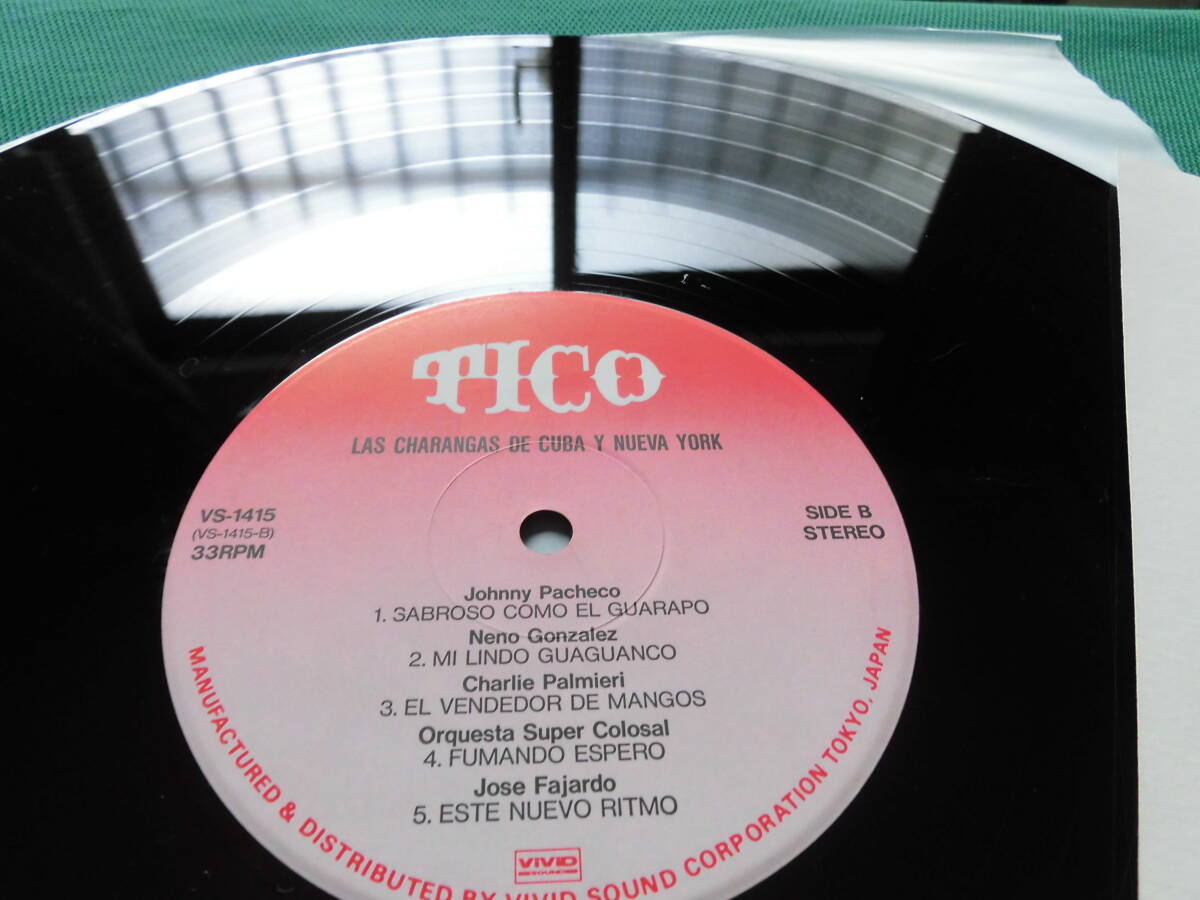 TICO
LAS CHARANGAS DE CUBA Y NUEVA YORK
VS-1415
(VS-1415-B)
33RPM
SIDE B
STEREO
Johnny Pacheco
1. SABROSO COMO EL GUARAPO
Neno Gonzalez
2. MI LINDO GUAGUANCO
Charlie Palmieri
3. EL VENDEDOR DE MANGOS
Orquesta Super Colosal
4. FUMANDO ESPERO
Jose Fajardo
5. ESTE NUEVO RITMO
ViViD
SOUND
MANUFACTURED & DISTRIBUTED BY VIVID SOUND CORPORATION TOKYO, JAPAN